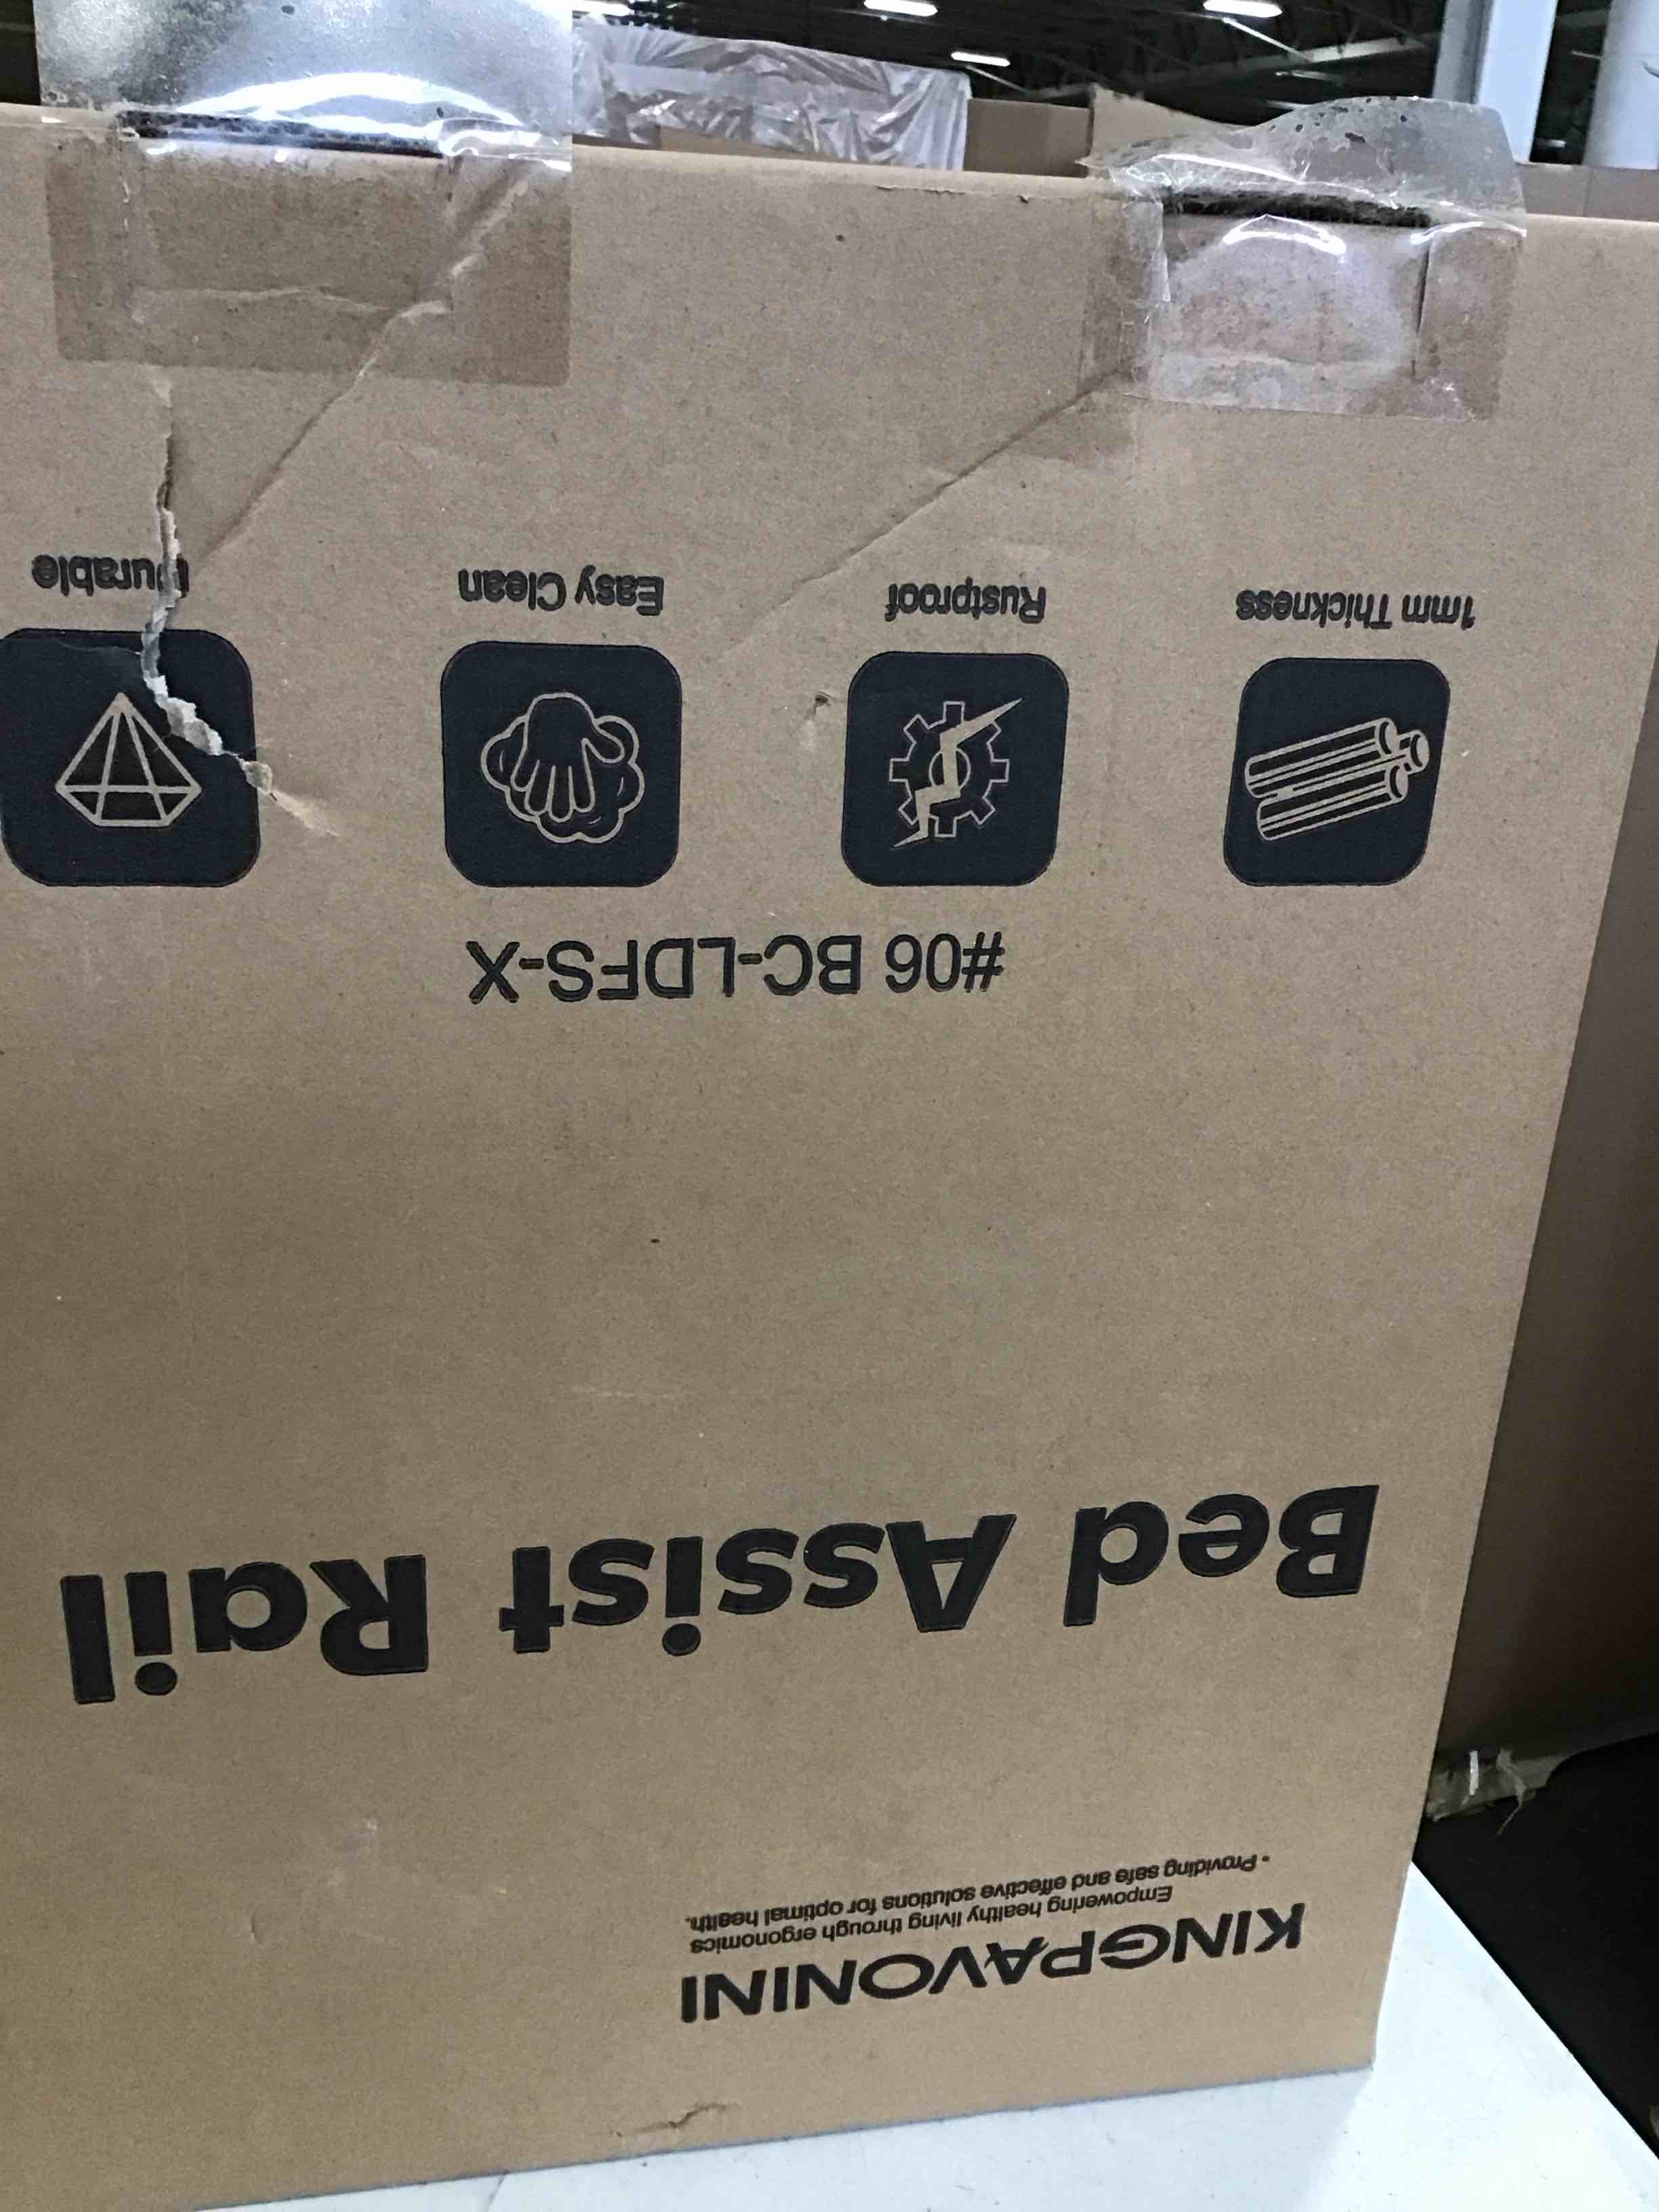 KINGPAVONINI
Empowering healthy living through ergonomics
- Providing safe and effective solutions for optimal health.
Bed Assist Rail
#06 BC-LDFS-X
1mm Thickness
Rustproof
Easy Clean
Durable